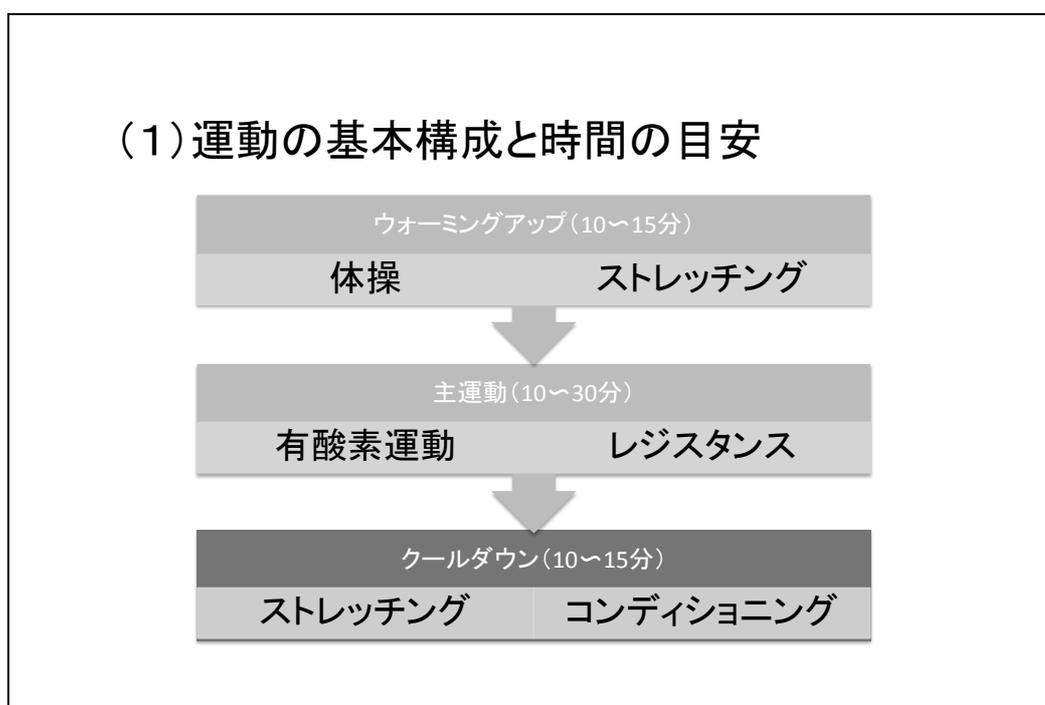 （１）運動の基本構成と時間の目安
ウォーミングアップ（10〜15分）
体操 ストレッチング
主運動（10〜30分）
有酸素運動 レジスタンス
クールダウン（10〜15分）
ストレッチング コンディショニング